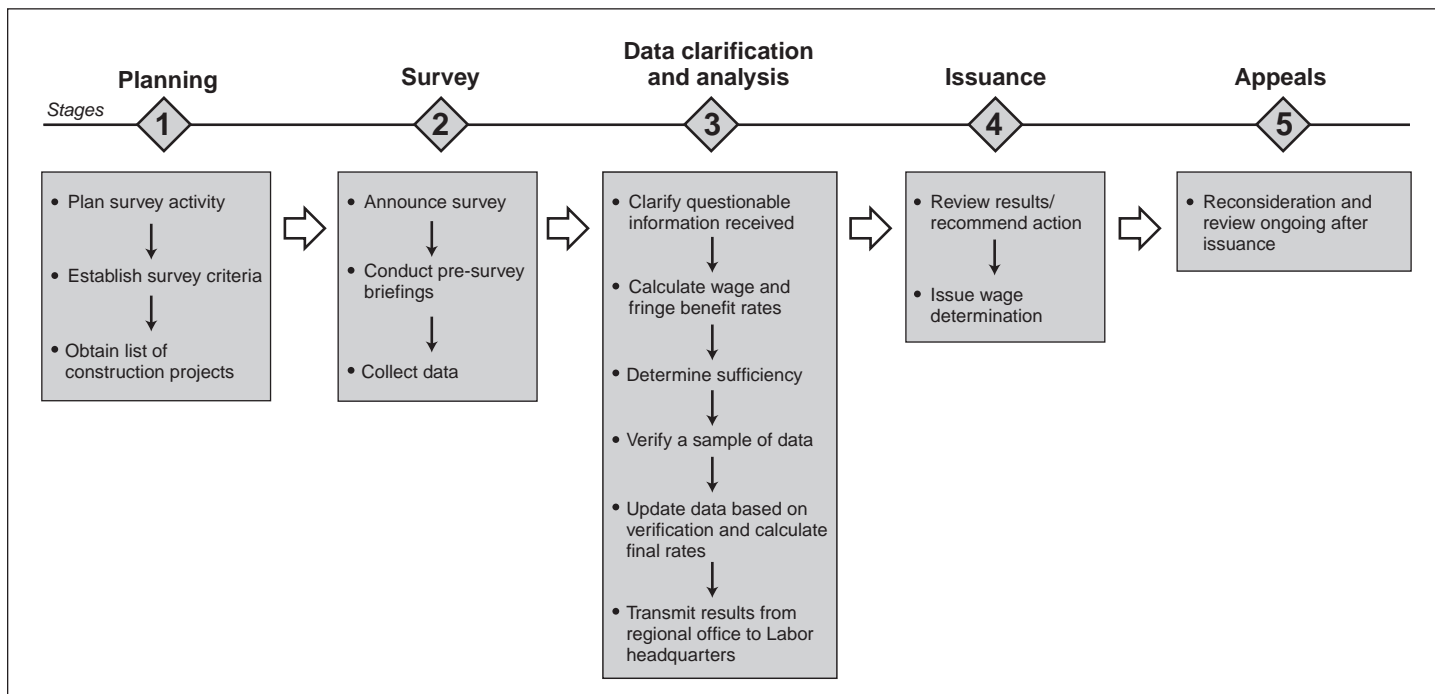 Stages
Planning
1
Survey
2
Data clarification
and analysis
3
Issuance
4
Appeals
5
• Plan survey activity
• Establish survey criteria
• Obtain list of
construction projects
• Announce survey
• Conduct pre-survey
briefings
• Collect data
• Clarify questionable
information received
• Calculate wage and
fringe benefit rates
• Determine sufficiency
• Verify a sample of data
• Update data based on
verification and calculate
final rates
• Transmit results from
regional office to Labor
headquarters
• Review results/
recommend action
• Issue wage
determination
• Reconsideration and
review ongoing after
issuance